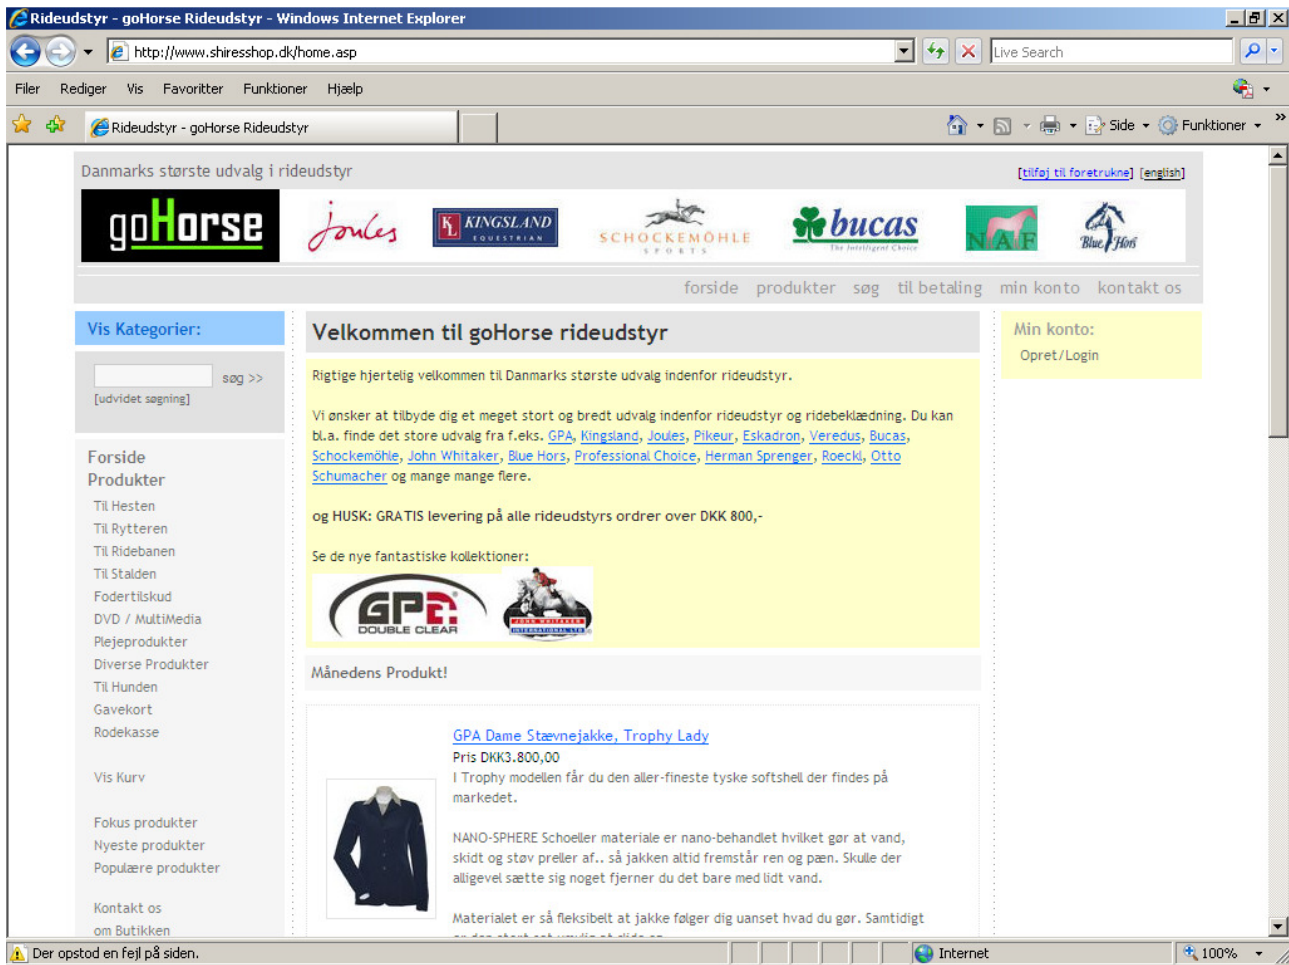 Rideudstyr - goHorse Rideudstyr - Windows Internet Explorer
http://www.shiresshop.dk/home.asp
Live Search
Filer Rediger Vis Favoritter Funktioner Hjælp
Rideudstyr - goHorse Rideudstyr
Side Funktioner »
Danmarks største udvalg i rideudstyr
[tilføj til foretrukne] [english]
goHorse
joules
KL KINGSLAND
EQUESTRIAN
SCHOCKEMÖHLE
SPORTS
bucas
The Intelligent Choice
NAF
Blue Hors
forside produkter søg til betaling min konto kontakt os
Vis Kategorier:
søg >>
[udvidet søgning]
Forside
Produkter
Til Hesten
Til Rytteren
Til Ridebanen
Til Stalden
Fodertilskud
DVD / MultiMedia
Plejeprodukter
Diverse Produkter
Til Hunden
Gavekort
Rodekasse
Vis Kurv
Fokus produkter
Nyeste produkter
Populære produkter
Kontakt os
om Butikken
Velkommen til goHorse rideudstyr
Rigtige hjertelig velkommen til Danmarks største udvalg indenfor rideudstyr.
Vi ønsker at tilbyde dig et meget stort og bredt udvalg indenfor rideudstyr og ridebeklædning. Du kan
bl.a. finde det store udvalg fra f.eks. GPA, Kingsland, Joules, Pikeur, Eskadron, Veredus, Bucas,
Schockemöhle, John Whitaker, Blue Hors, Professional Choice, Herman Sprenger, Roeckl, Otto
Schumacher og mange mange flere.
og HUSK: GRATIS levering på alle rideudstyrs ordrer over DKK 800,-
Se de nye fantastiske kollektioner:
GPA
DOUBLE CLEAR
JOHN WHITAKER
INTERNATIONAL LTD
Månedens Produkt!
GPA Dame Stævnejakke, Trophy Lady
Pris DKK3.800,00
I Trophy modellen får du den aller-fineste tyske softshell der findes på
markedet.
NANO-SPHERE Schoeller materiale er nano-behandlet hvilket gør at vand,
skidt og støv preller af.. så jakken altid fremstår ren og pæn. Skulle der
alligevel sætte sig noget fjerner du det bare med lidt vand.
Materialet er så fleksibelt at jakke følger dig uanset hvad du gør. Samtidigt
Min konto:
Opret/Login
Der opstod en fejl på siden.
Internet
100%